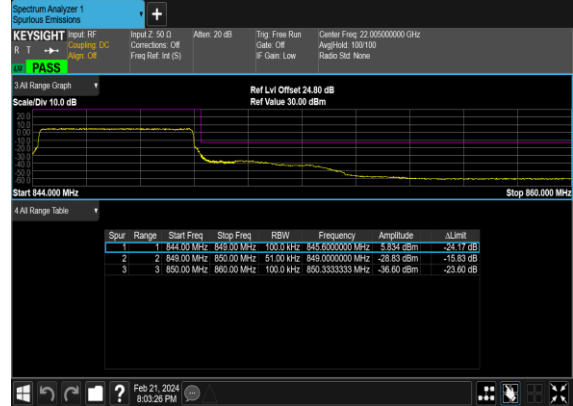 Spectrum Analyzer 1
Spurious Emissions
KEYSIGHT Input: RF Input Z: 50 Ω Atten: 20 dB Trig: Free Run Center Freq: 22.005000000 GHz
R T Coupling: DC Corrections: Off Gate: Off Avg|Hold: 100/100
Align: Off Freq Ref: Int (S) IF Gain: Low Radio Std: None
PASS
3 All Range Graph Ref Lvl Offset 24.80 dB
Scale/Div 10.0 dB Ref Value 30.00 dBm
20.0
10.0
0.00
-10.0
-20.0
-30.0
-40.0
-50.0
-60.0
Start 844.000 MHz Stop 860.000 MHz
4 All Range Table
Spur Range Start Freq Stop Freq RBW Frequency Amplitude ΔLimit
1 1 844.00 MHz 849.00 MHz 100.0 kHz 845.6000000 MHz 5.834 dBm -24.17 dB
2 2 849.00 MHz 850.00 MHz 51.00 kHz 849.0000000 MHz -28.83 dBm -15.83 dB
3 3 850.00 MHz 860.00 MHz 100.0 kHz 850.3333333 MHz -36.60 dBm -23.60 dB
? Feb 21, 2024
8:03:26 PM